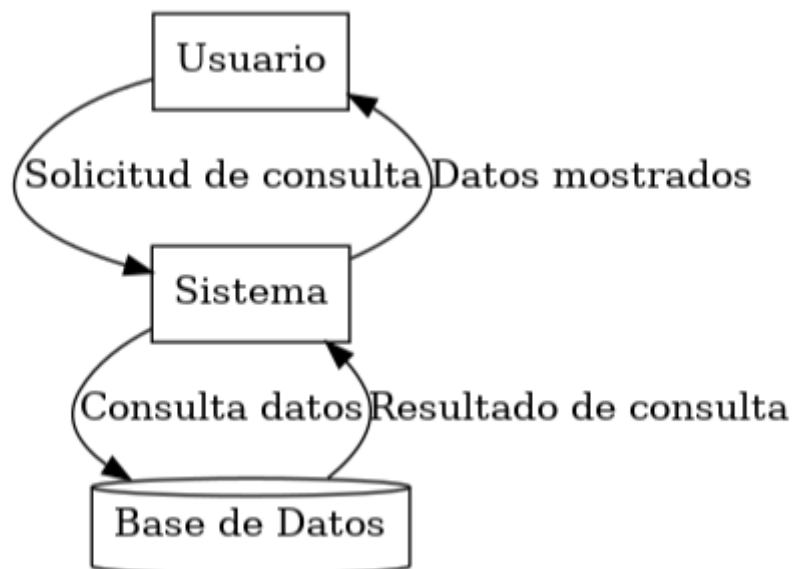 Usuario
Solicitud de consulta
Datos mostrados
Sistema
Consulta datos
Resultado de consulta
Base de Datos